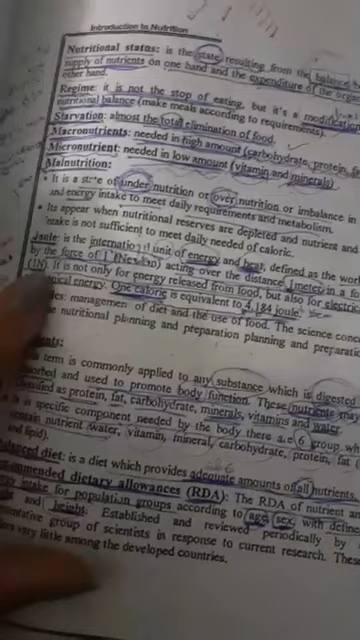 Introduction to Nutrition
Nutritional status: is the state resulting from the balance
supply of nutrients on one hand and the expenditure of the
other hand.
Regime: it is not the stop of eating, but it's a modification
nutritional balance (make meals according to requirements).
Starvation: almost the total elimination of food.
Macronutrients: needed in high amount (carbohydrate, protein,
Micronutrient: needed in low amount (vitamin and minerals)
Malnutrition:
• It is a state of under nutrition or over nutrition or imbalance in
and energy intake to meet daily requirements and metabolism.
• Its appear when nutritional reserves are depleted and nutrient and
intake is not sufficient to meet daily needed of caloric.
is the international unit of energy and heat, defined as the work
by the force of 1 acting over the distance 1meter in a
(1N). It is not only for energy released from food, but also for
energy. One calorie is equivalent to 4.184 joule.
management of diet and the use of food. The science
nutritional planning and preparation planning and
term is commonly applied to any substance which is digested
and used to promote body function. These nutrients may
as protein, fat, carbohydrate, minerals, vitamins and water.
is specific component needed by the body there are 6 group
nutrient water, vitamin, mineral, carbohydrate, protein, fat
and lipid).
diet: is a diet which provides adequate amounts of all nutrients.
dietary allowances (RDA): The RDA of nutrient
intake for population groups according to age, sex, with
and height. Established and reviewed periodically by
group of scientists in response to current research. These
very little among the developed countries.